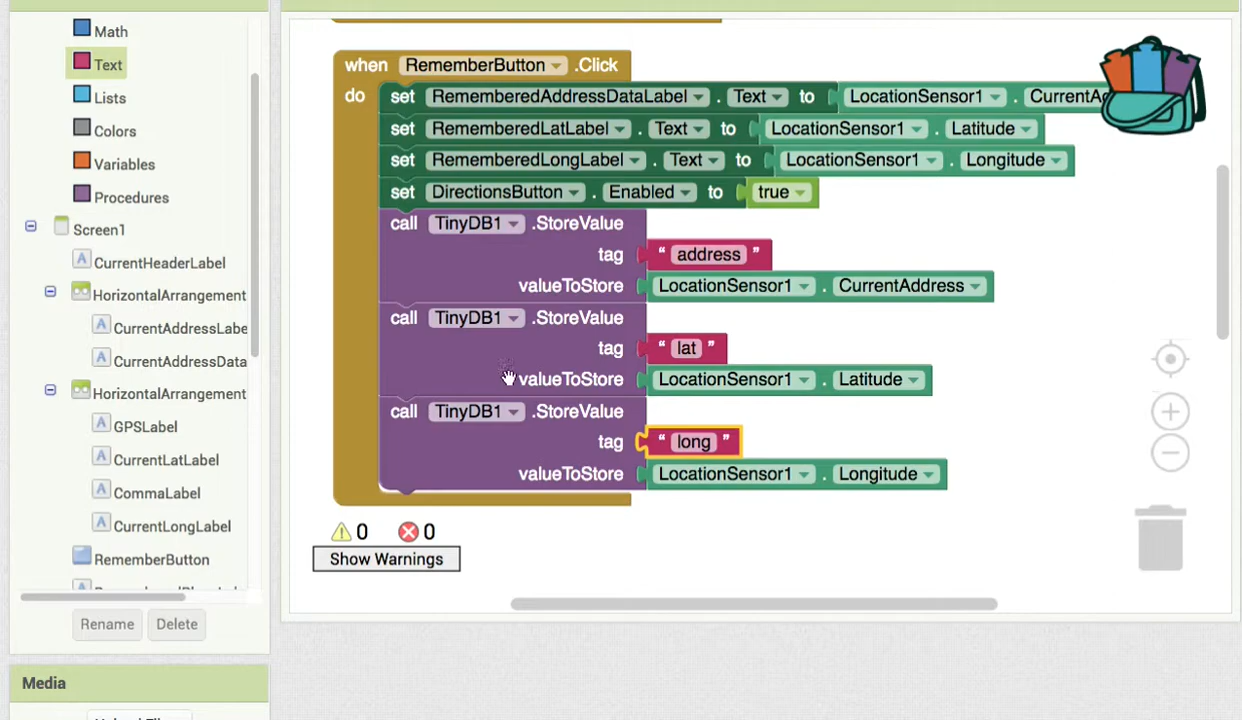 Math
Text
Lists
Colors
Variables
Procedures
Screen1
CurrentHeaderLabel
HorizontalArrangement
CurrentAddressLabe
CurrentAddressData
HorizontalArrangement
GPSLabel
CurrentLatLabel
CommaLabel
CurrentLongLabel
RememberButton
Rename Delete
Media
when RememberButton .Click
do set RememberedAddressDataLabel . Text to LocationSensor1 . CurrentAd
set RememberedLatLabel . Text to LocationSensor1 . Latitude
set RememberedLongLabel . Text to LocationSensor1 . Longitude
set DirectionsButton . Enabled to true
call TinyDB1 .StoreValue
tag “ address ”
valueToStore LocationSensor1 . CurrentAddress
call TinyDB1 .StoreValue
tag “ lat ”
valueToStore LocationSensor1 . Latitude
call TinyDB1 .StoreValue
tag “ long ”
valueToStore LocationSensor1 . Longitude
0 0
Show Warnings